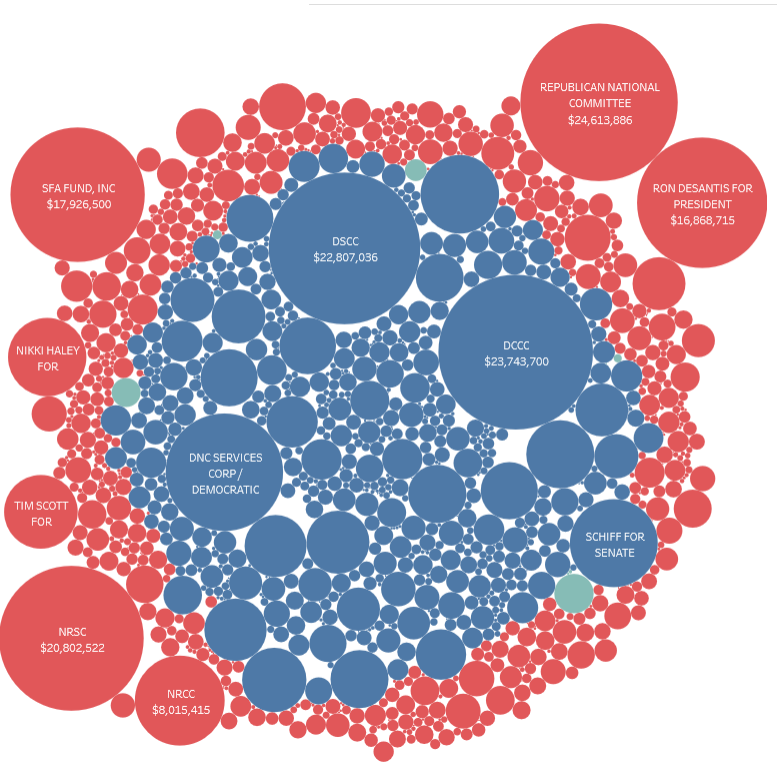 REPUBLICAN NATIONAL
COMMITTEE
$24,613,886
SFA FUND, INC
$17,926,500
RON DESANTIS FOR
PRESIDENT
$16,868,715
DSCC
$22,807,036
DCCC
$23,743,700
NIKKI HALEY
FOR
DNC SERVICES
CORP /
DEMOCRATIC
TIM SCOTT
FOR
SCHIFF FOR
SENATE
NRSC
$20,802,522
NRCC
$8,015,415